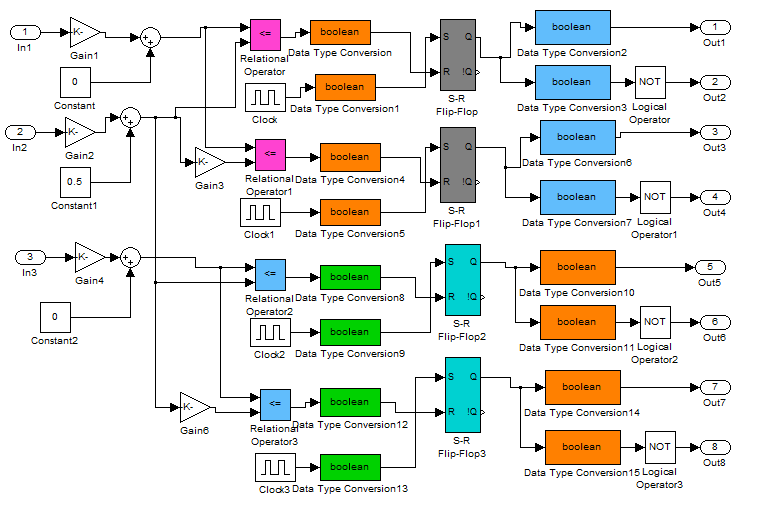 1
In1
-K-
Gain1
<=
Relational
Operator
boolean
Data Type Conversion
S
Q
R
!Q
S-R
Flip-Flop
boolean
Data Type Conversion2
1
Out1
0
Constant
Clock
boolean
Data Type Conversion1
boolean
Data Type Conversion3
NOT
Logical
Operator
2
Out2
2
In2
-K-
Gain2
0.5
Constant1
-K-
Gain3
<=
Relational
Operator1
boolean
Data Type Conversion4
S
Q
R
!Q
S-R
Flip-Flop1
boolean
Data Type Conversion6
3
Out3
Clock1
boolean
Data Type Conversion5
boolean
Data Type Conversion7
NOT
Logical
Operator1
4
Out4
3
In3
-K-
Gain4
0
Constant2
<=
Relational
Operator2
boolean
Data Type Conversion8
S
Q
R
!Q
S-R
Flip-Flop2
boolean
Data Type Conversion10
5
Out5
Clock2
boolean
Data Type Conversion9
boolean
Data Type Conversion11
NOT
Logical
Operator2
6
Out6
-K-
Gain6
<=
Relational
Operator3
boolean
Data Type Conversion12
S
Q
R
!Q
S-R
Flip-Flop3
boolean
Data Type Conversion14
7
Out7
Clock3
boolean
Data Type Conversion13
boolean
Data Type Conversion15
NOT
Logical
Operator3
8
Out8